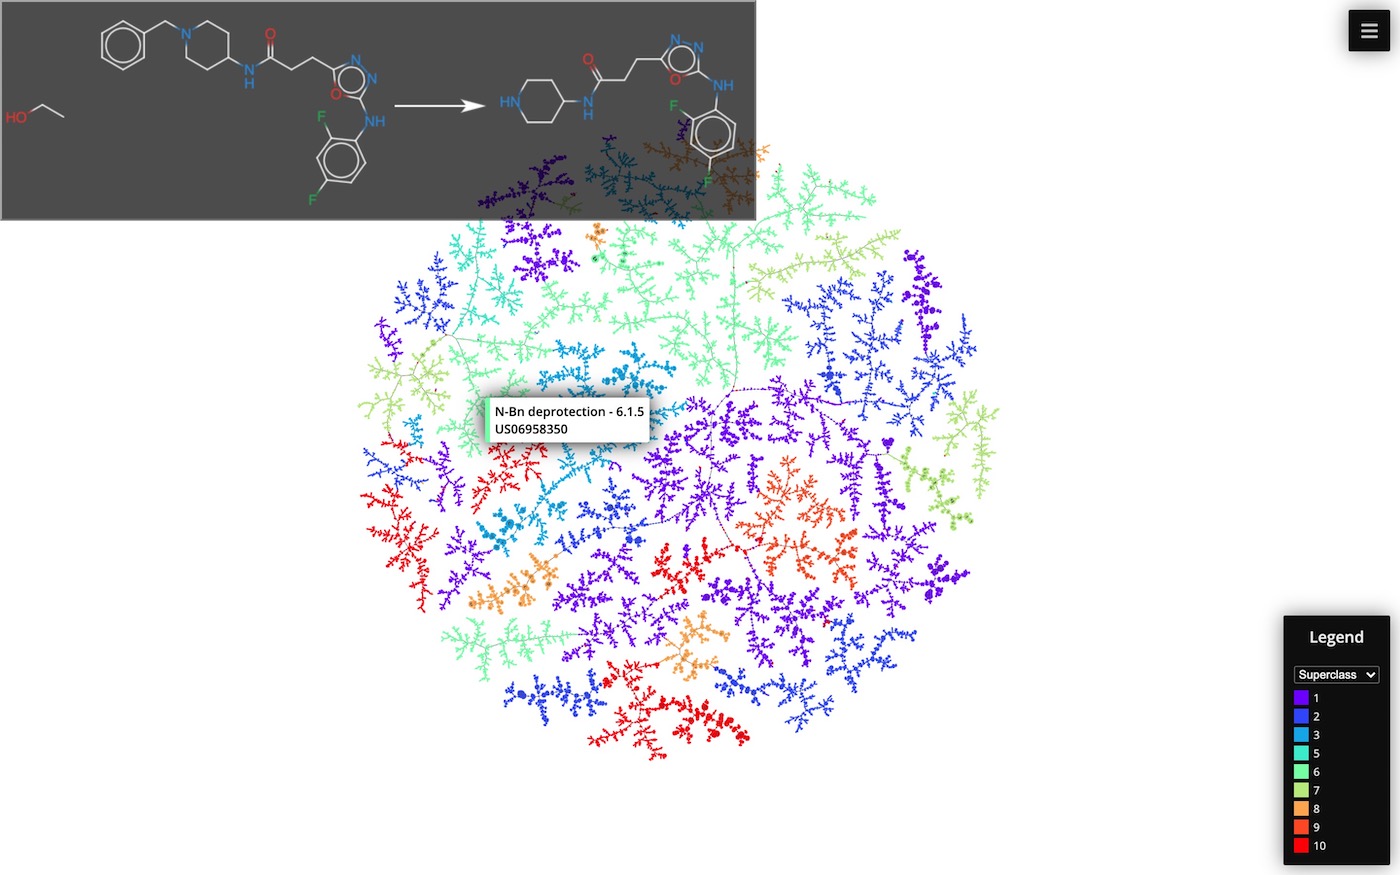 N
O
N
H
N
N
O
NH
F
F
HO
HN
O
N
H
N
N
O
NH
F
F
N-Bn deprotection - 6.1.5
US06958350
Legend
Superclass
1
2
3
5
6
7
8
9
10